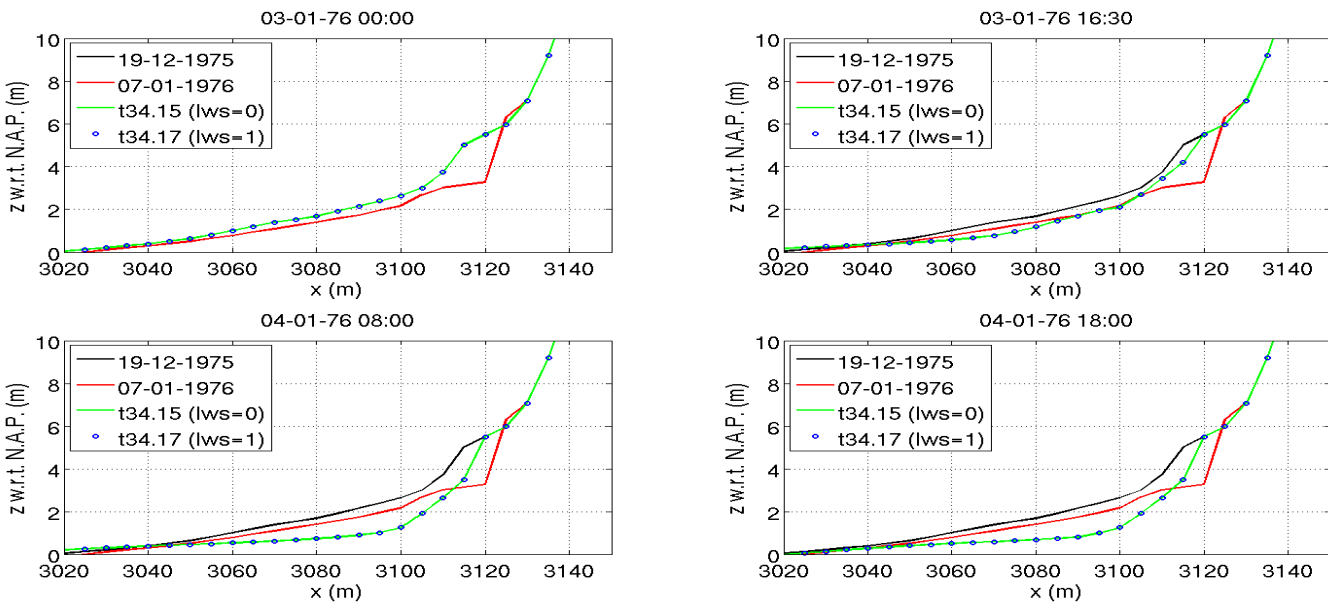 03-01-76 00:00
z w.r.t. N.A.P. (m)
10
8
6
4
2
0
19-12-1975
07-01-1976
t34.15 (lws=0)
t34.17 (lws=1)
3020 3040 3060 3080 3100 3120 3140
x (m)
03-01-76 16:30
z w.r.t. N.A.P. (m)
10
8
6
4
2
0
19-12-1975
07-01-1976
t34.15 (lws=0)
t34.17 (lws=1)
3020 3040 3060 3080 3100 3120 3140
x (m)
04-01-76 08:00
z w.r.t. N.A.P. (m)
10
8
6
4
2
0
19-12-1975
07-01-1976
t34.15 (lws=0)
t34.17 (lws=1)
3020 3040 3060 3080 3100 3120 3140
x (m)
04-01-76 18:00
z w.r.t. N.A.P. (m)
10
8
6
4
2
0
19-12-1975
07-01-1976
t34.15 (lws=0)
t34.17 (lws=1)
3020 3040 3060 3080 3100 3120 3140
x (m)